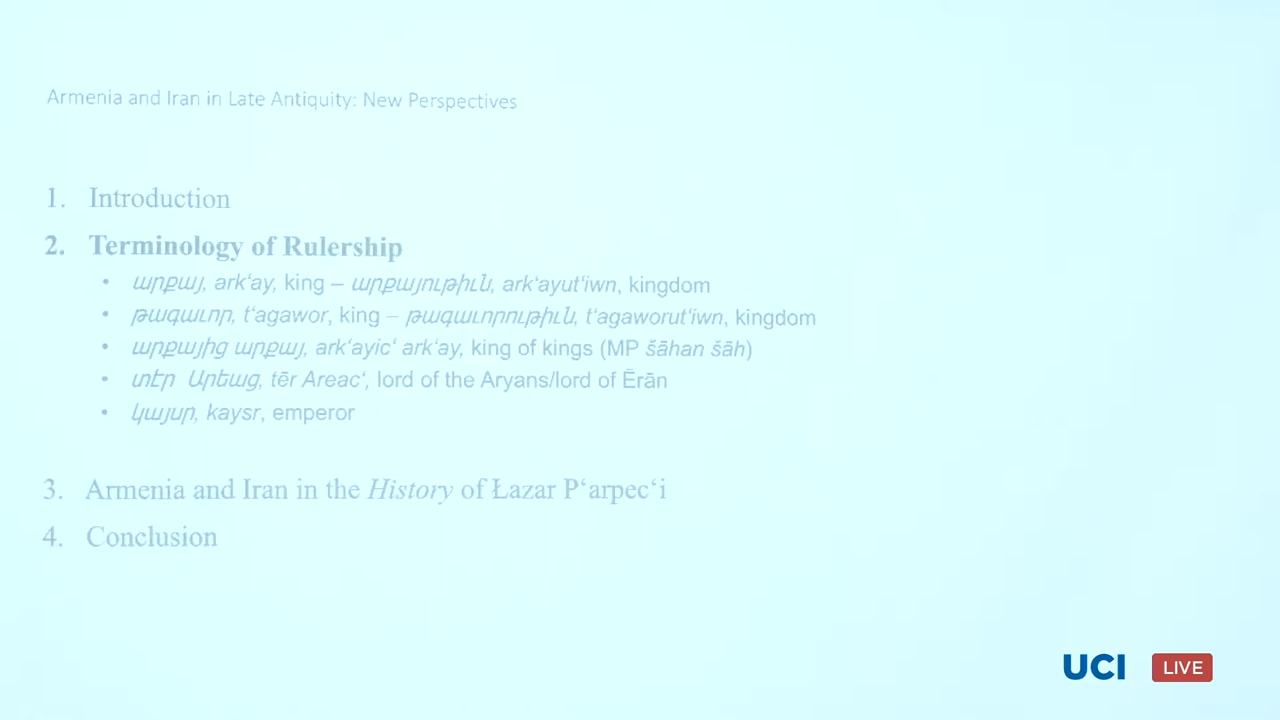 Armenia and Iran in Late Antiquity: New Perspectives
1. Introduction
2. Terminology of Rulership
• արքայ, ark‘ay, king – արքայութիւն, ark‘ayut‘iwn, kingdom
• թագաւոր, t‘agawor, king – թագաւորութիւն, t‘agaworut‘iwn, kingdom
• արքայից արքայ, ark‘ayic‘ ark‘ay, king of kings (MP šāhan šāh)
• տէր Արեաց, tēr Areac‘, lord of the Aryans/lord of Ērān
• կայսր, kaysr, emperor
3. Armenia and Iran in the History of Łazar P‘arpec‘i
4. Conclusion
UCI LIVE